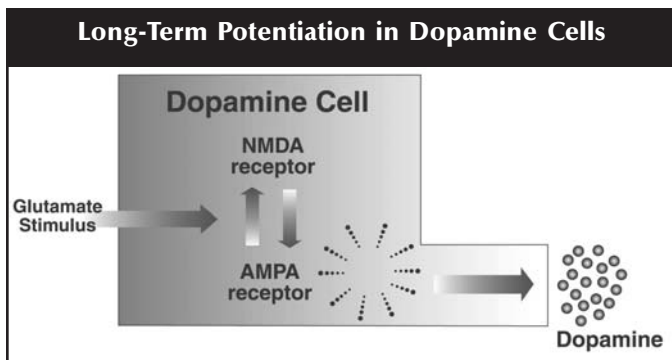 Long-Term Potentiation in Dopamine Cells
Dopamine Cell
NMDA
receptor
Glutamate
Stimulus
AMPA
receptor
Dopamine